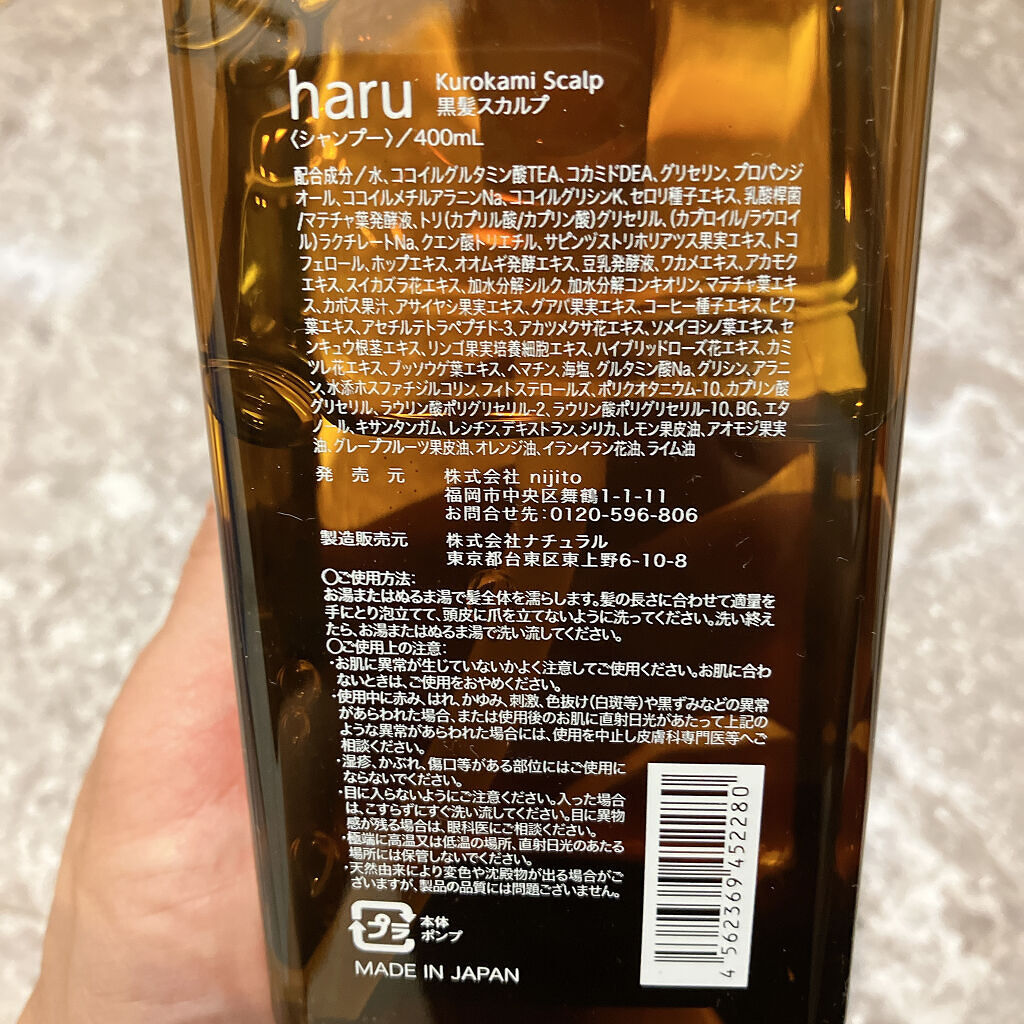 haru Kurokami Scalp
黒髪スカルプ
〈シャンプー〉／400mL
配合成分／水、ココイルグルタミン酸TEA、コカミドDEA、グリセリン、プロパンジ
オール、ココイルメチルアラニンNa、ココイルグリシンK、セロリ種子エキス、乳酸桿菌
/マテチャ葉発酵液、トリ(カプリル酸/カプリン酸)グリセリル、(カプロイル/ラウロイ
ル)ラクチレートNa、クエン酸トリエチル、サピンヅストリホリアツス果実エキス、トコ
フェロール、ホップエキス、オオムギ発酵エキス、豆乳発酵液、ワカメエキス、アカモク
エキス、スイカズラ花エキス、加水分解シルク、加水分解コンキオリン、マテチャ葉エキ
ス、カボス果汁、アサイヤシ果実エキス、グアバ果実エキス、コーヒー種子エキス、ビワ
葉エキス、アセチルテトラペプチド-3、アカツメクサ花エキス、ソメイヨシノ葉エキス、セ
ンキュウ根茎エキス、リンゴ果実培養細胞エキス、ハイブリッドローズ花エキス、カミ
ツレ花エキス、ブッソウゲ葉エキス、ヘマチン、海塩、グルタミン酸Na、グリシン、アラニ
ン、水添ホスファチジルコリン、フィトステロールズ、ポリクオタニウム-10、カプリン酸
グリセリル、ラウリン酸ポリグリセリル-2、ラウリン酸ポリグリセリル-10、BG、エタ
ノール、キサンタンガム、レシチン、デキストラン、シリカ、レモン果皮油、アオモジ果実
油、グレープフルーツ果皮油、オレンジ油、イランイラン花油、ライム油
発売元 株式会社 nijito
福岡市中央区舞鶴1-1-11
お問合せ先：0120-596-806
製造販売元 株式会社ナチュラル
東京都台東区東上野6-10-8
〇ご使用方法：
お湯またはぬるま湯で髪全体を濡らします。髪の長さに合わせて適量を
手にとり泡立てて、頭皮に爪を立てないように洗ってください。洗い終え
たら、お湯またはぬるま湯で洗い流してください。
〇ご使用上の注意：
・お肌に異常が生じていないかよく注意してご使用ください。お肌に合わ
ないときは、ご使用をおやめください。
・使用中に赤み、はれ、かゆみ、刺激、色抜け(白斑等)や黒ずみなどの異常
があらわれた場合、または使用後のお肌に直射日光があたって上記の
ような異常があらわれた場合には、使用を中止し皮膚科専門医等へご
相談ください。
・湿疹、かぶれ、傷口等がある部位にはご使用に
ならないでください。
・目に入らないようにご注意ください。入った場合
は、こすらずにすぐ洗い流してください。目に異物
感が残る場合は、眼科医にご相談ください。
・極端に高温又は低温の場所、直射日光のあたる
場所には保管しないでください。
・天然由来により変色や沈殿物が出る場合がご
ざいますが、製品の品質には問題ございません。
プラ 本体
ポンプ
MADE IN JAPAN
4 562369 452280